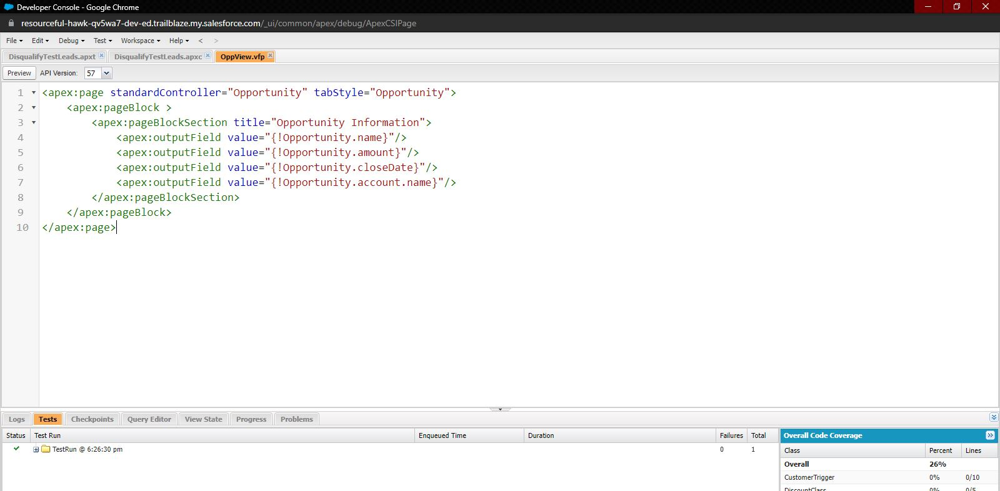 Developer Console - Google Chrome
resourceful-hawk-qv5wa7-dev-ed.trailblaze.my.salesforce.com/_ui/common/apex/debug/ApexCSIPage
File Edit Debug Test Workspace Help < >
DisqualifyTestLeads.apxt DisqualifyTestLeads.apxc OppView.vfp
Preview API Version: 57
1 <apex:page standardController="Opportunity" tabStyle="Opportunity">
2 <apex:pageBlock >
3 <apex:pageBlockSection title="Opportunity Information">
4 <apex:outputField value="{!Opportunity.name}"/>
5 <apex:outputField value="{!Opportunity.amount}"/>
6 <apex:outputField value="{!Opportunity.closeDate}"/>
7 <apex:outputField value="{!Opportunity.account.name}"/>
8 </apex:pageBlockSection>
9 </apex:pageBlock>
10 </apex:page>
Logs Tests Checkpoints Query Editor View State Progress Problems
Status Test Run Enqueued Time Duration Failures Total
TestRun @ 6:26:30 pm 0 1
Overall Code Coverage
Class Percent Lines
Overall 26%
CustomerTrigger 0% 0/10
DiscountClass 0% 0/5